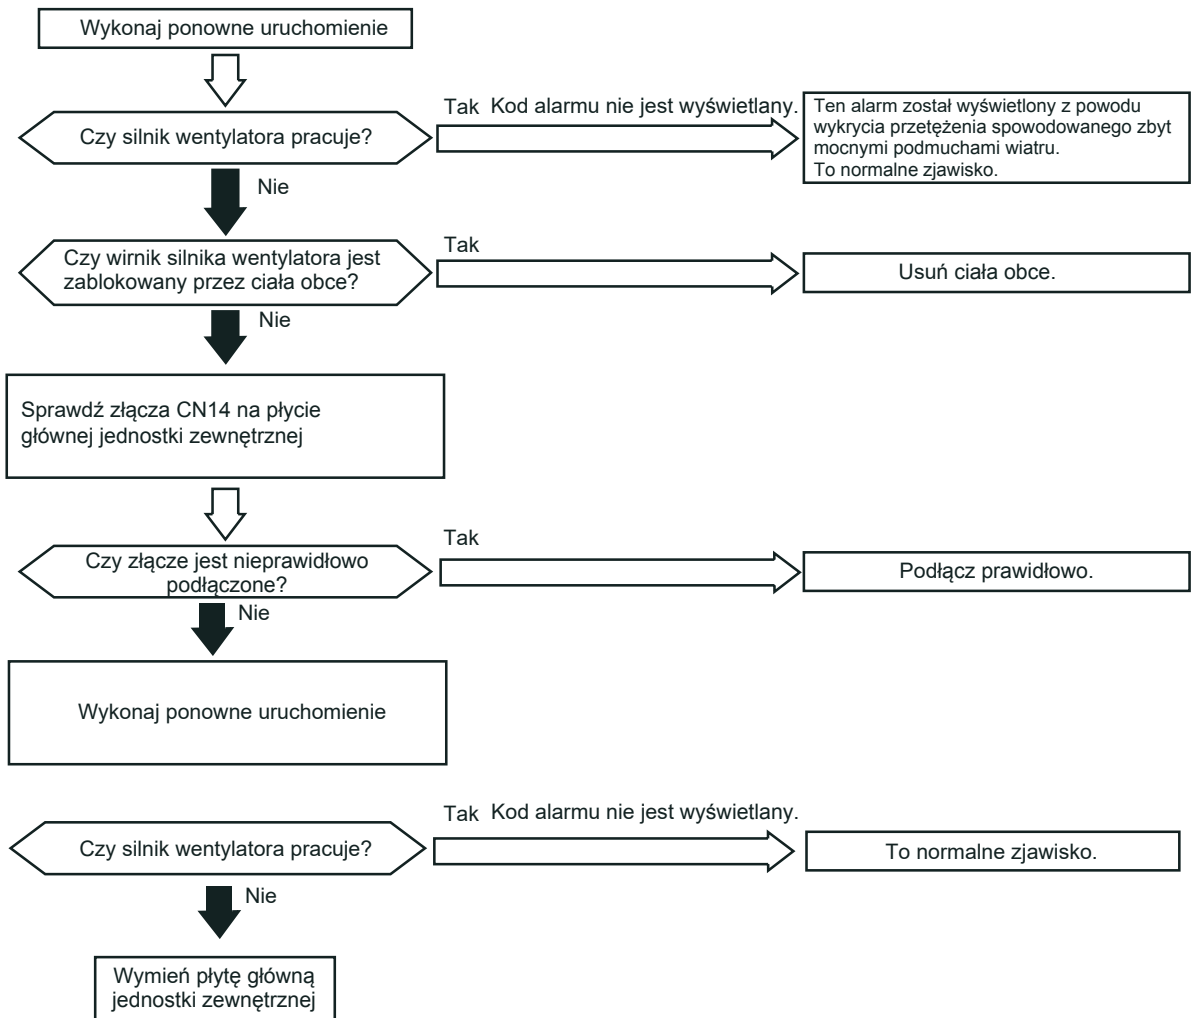 Wykonaj ponowne uruchomienie
Tak Kod alarmu nie jest wyświetlany.
Czy silnik wentylatora pracuje?
Ten alarm został wyświetlony z powodu
wykrycia przetężenia spowodowanego zbyt
mocnymi podmuchami wiatru.
To normalne zjawisko.
Nie
Czy wirnik silnika wentylatora jest
zablokowany przez ciała obce?
Tak
Usuń ciała obce.
Nie
Sprawdź złącza CN14 na płycie
głównej jednostki zewnętrznej
Czy złącze jest nieprawidłowo
podłączone?
Tak
Podłącz prawidłowo.
Nie
Wykonaj ponowne uruchomienie
Tak Kod alarmu nie jest wyświetlany.
Czy silnik wentylatora pracuje?
To normalne zjawisko.
Nie
Wymień płytę główną
jednostki zewnętrznej